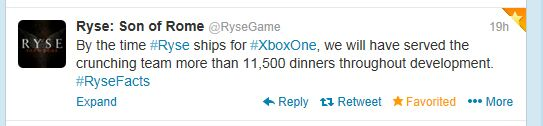 RYSE
Ryse: Son of Rome @RyseGame 19h
By the time #Ryse ships for #XboxOne, we will have served the
crunching team more than 11,500 dinners throughout development.
#RyseFacts
Expand Reply Retweet Favorited More